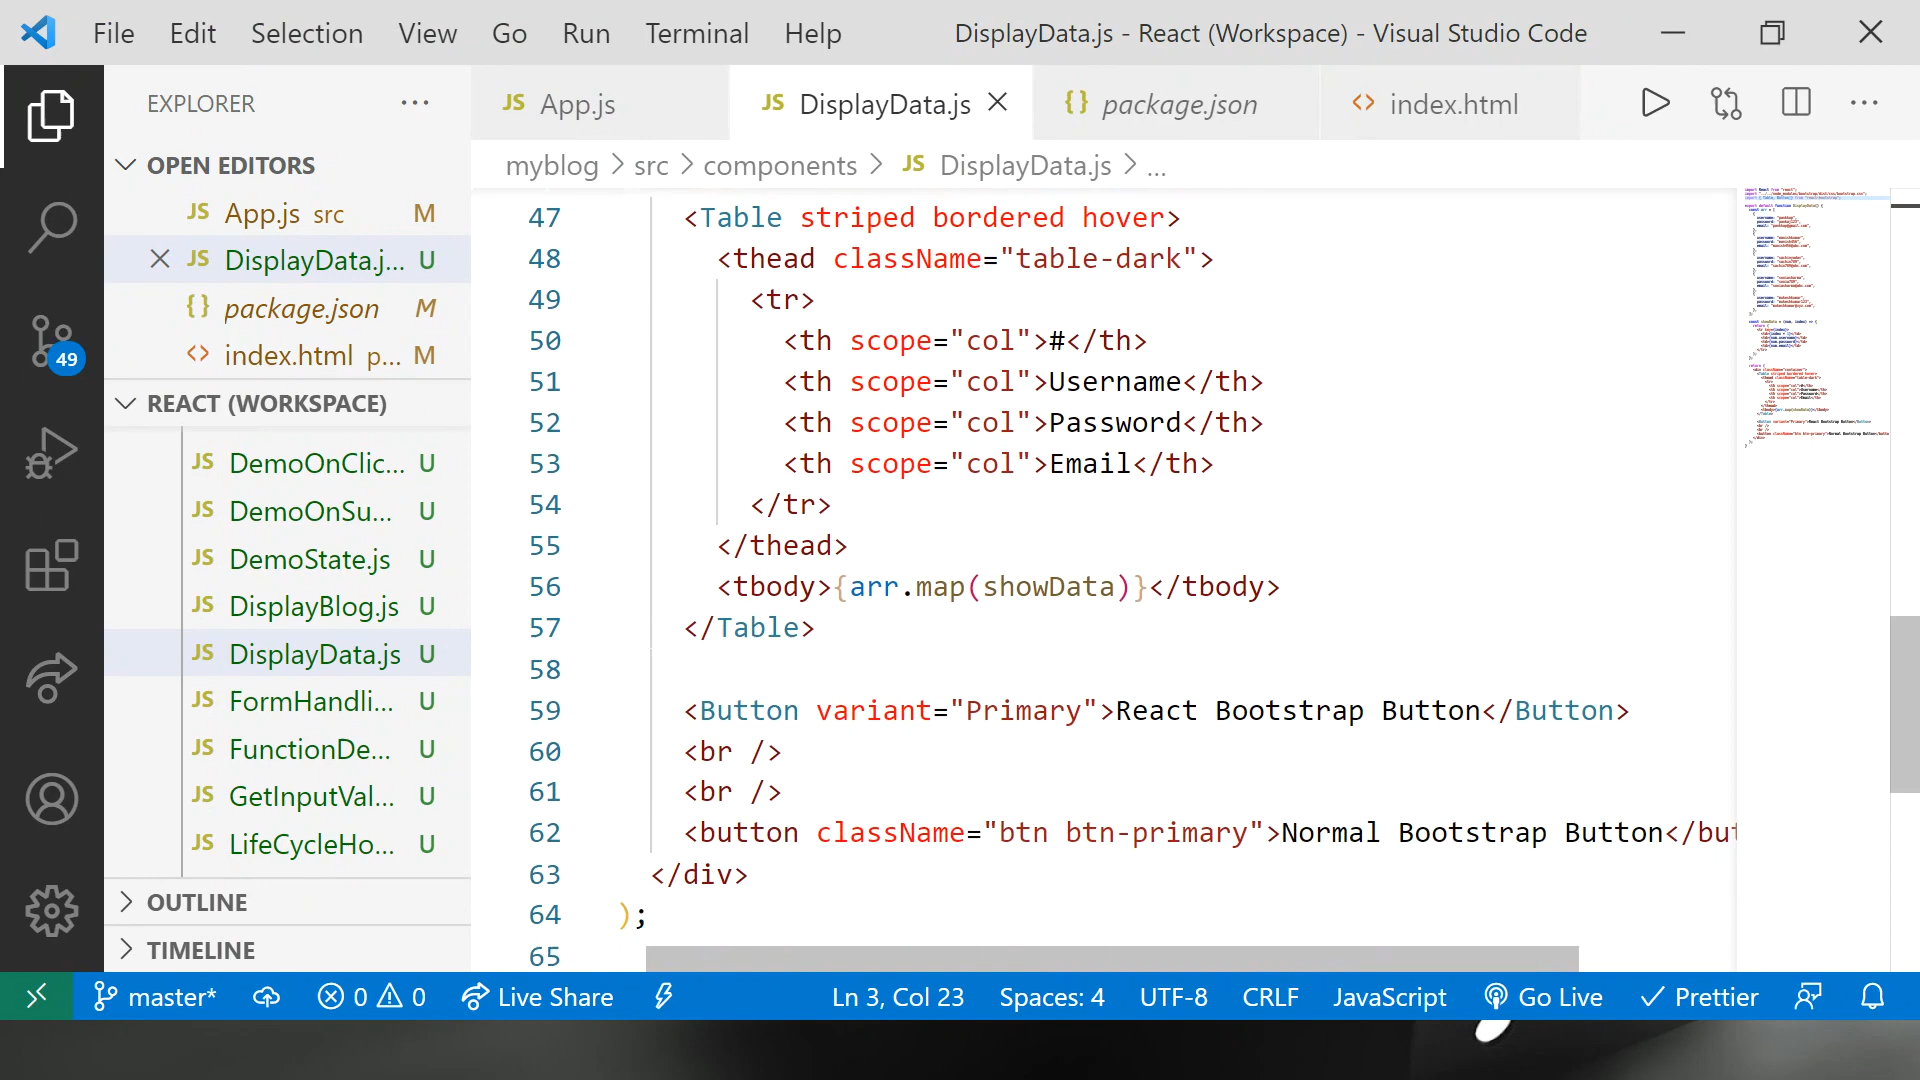 File Edit Selection View Go Run Terminal Help DisplayData.js - React (Workspace) - Visual Studio Code
EXPLORER
OPEN EDITORS
JS App.js src M
JS DisplayData.j... U
{} package.json M
<> index.html p... M
REACT (WORKSPACE)
JS DemoOnClic... U
JS DemoOnSu... U
JS DemoState.js U
JS DisplayBlog.js U
JS DisplayData.js U
JS FormHandli... U
JS FunctionDe... U
JS GetInputVal... U
JS LifeCycleHo... U
OUTLINE
TIMELINE
49
JS App.js JS DisplayData.js {} package.json <> index.html
myblog > src > components > JS DisplayData.js > ...
47 <Table striped bordered hover>
48 <thead className="table-dark">
49 <tr>
50 <th scope="col">#</th>
51 <th scope="col">Username</th>
52 <th scope="col">Password</th>
53 <th scope="col">Email</th>
54 </tr>
55 </thead>
56 <tbody>{arr.map(showData)}</tbody>
57 </Table>
58
59 <Button variant="Primary">React Bootstrap Button</Button>
60 <br />
61 <br />
62 <button className="btn btn-primary">Normal Bootstrap Button</but
63 </div>
64 );
65
master* 0 0 Live Share Ln 3, Col 23 Spaces: 4 UTF-8 CRLF JavaScript Go Live Prettier